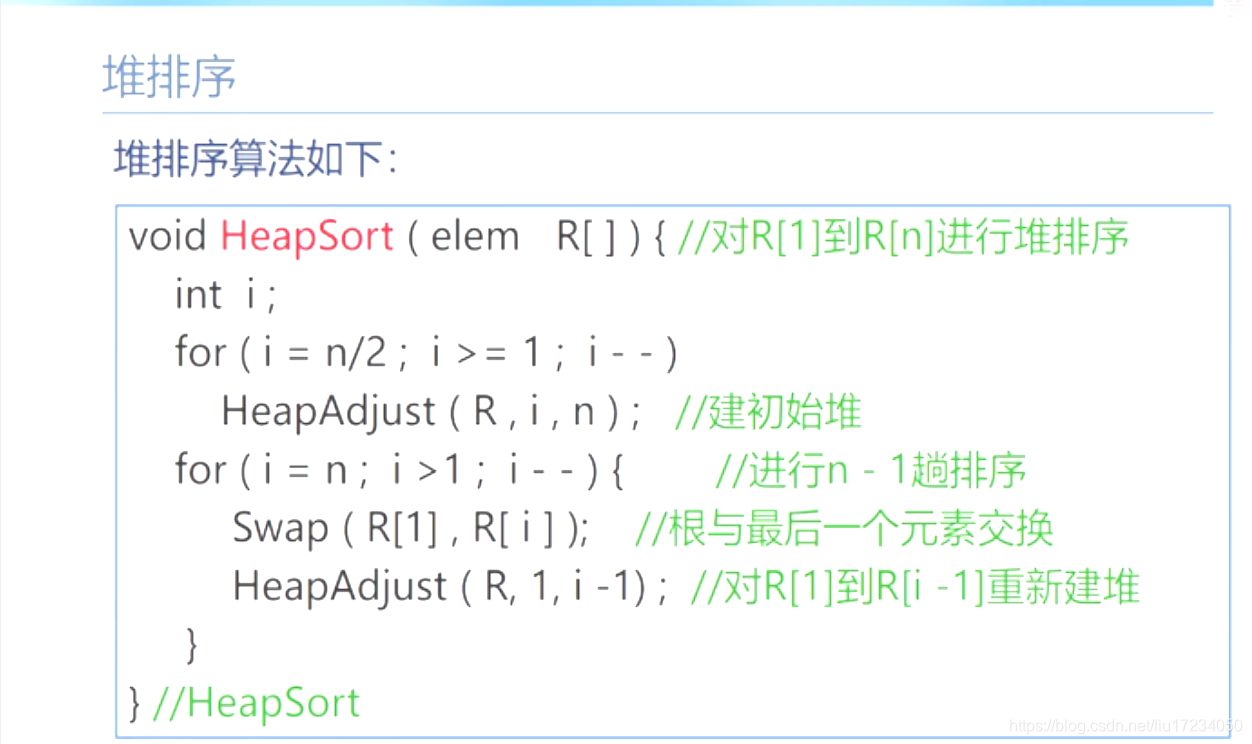 堆排序
堆排序算法如下：
void HeapSort ( elem R[ ] ) { //对R[1]到R[n]进行堆排序
int i ;
for ( i = n/2 ; i >= 1 ; i - - )
HeapAdjust ( R , i , n ) ; //建初始堆
for ( i = n ; i >1 ; i - - ) { //进行n - 1趟排序
Swap ( R[1] , R[ i ] ); //根与最后一个元素交换
HeapAdjust ( R, 1, i -1) ; //对R[1]到R[i -1]重新建堆
}
} //HeapSort
https://blog.csdn.net/liu17234050